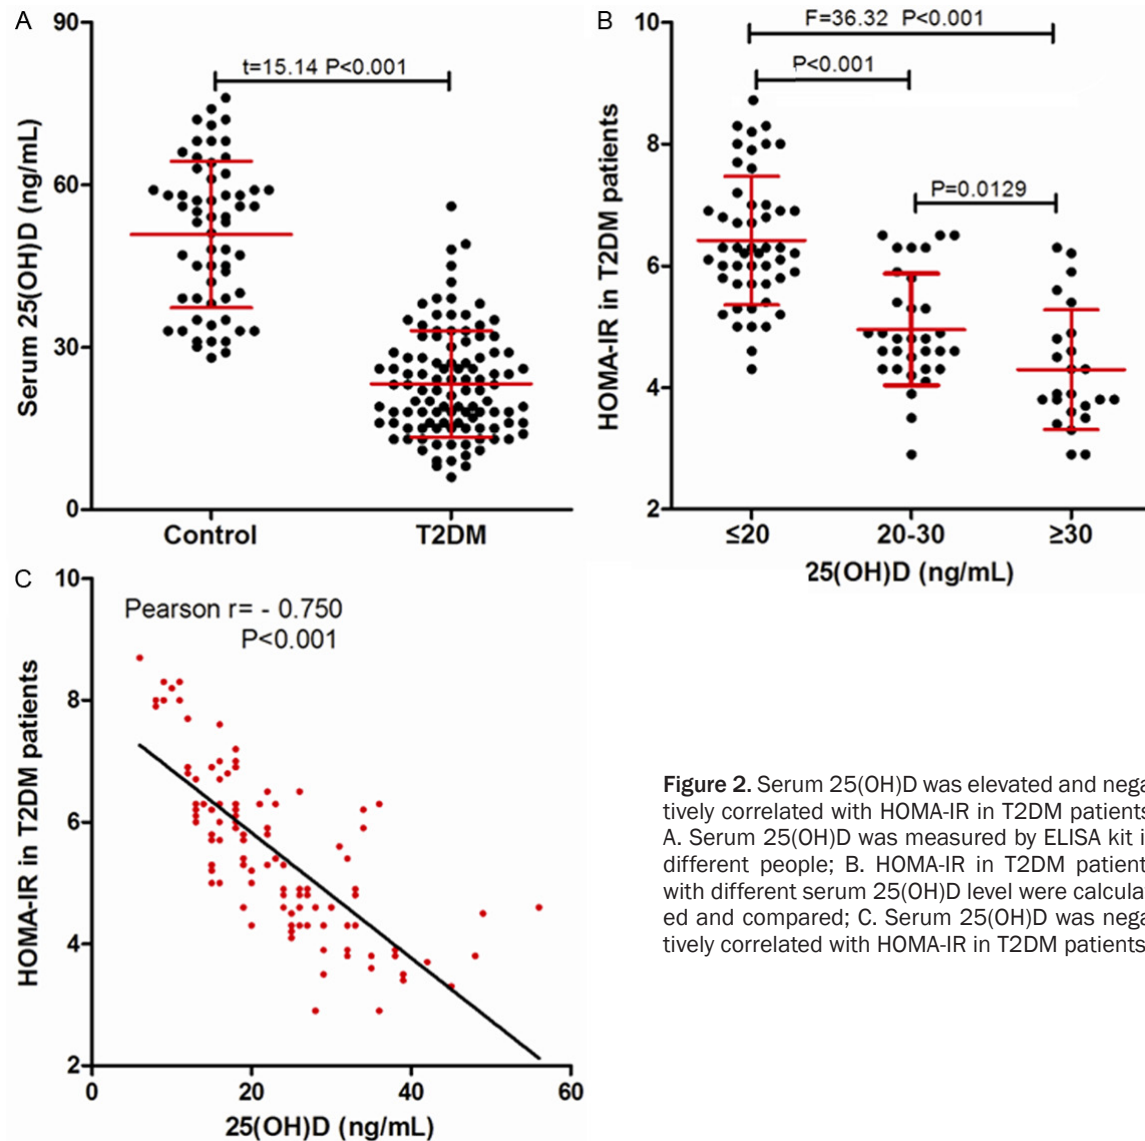 A
90
60
30
0
Serum 25(OH)D (ng/mL)
t=15.14 P<0.001
Control
T2DM
B
10
8
6
4
2
HOMA-IR in T2DM patients
F=36.32 P<0.001
P<0.001
P=0.0129
≤20
20-30
≥30
25(OH)D (ng/mL)
C
10
8
6
4
2
HOMA-IR in T2DM patients
Pearson r= - 0.750
P<0.001
0
20
40
60
25(OH)D (ng/mL)
Figure 2. Serum 25(OH)D was elevated and nega
tively correlated with HOMA-IR in T2DM patients
A. Serum 25(OH)D was measured by ELISA kit i
different people; B. HOMA-IR in T2DM patient
with different serum 25(OH)D level were calculat
ed and compared; C. Serum 25(OH)D was nega
tively correlated with HOMA-IR in T2DM patients